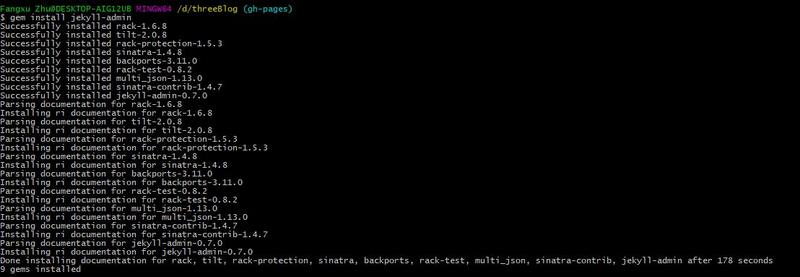 Fangxu Zhu@DESKTOP-AIG12UB MINGW64 /d/threeBlog (gh-pages)
$ gem install jekyll-admin
Successfully installed rack-1.6.8
Successfully installed tilt-2.0.8
Successfully installed rack-protection-1.5.3
Successfully installed sinatra-1.4.8
Successfully installed backports-3.11.0
Successfully installed rack-test-0.8.2
Successfully installed multi_json-1.13.0
Successfully installed sinatra-contrib-1.4.7
Successfully installed jekyll-admin-0.7.0
Parsing documentation for rack-1.6.8
Installing ri documentation for rack-1.6.8
Parsing documentation for tilt-2.0.8
Installing ri documentation for tilt-2.0.8
Parsing documentation for rack-protection-1.5.3
Installing ri documentation for rack-protection-1.5.3
Parsing documentation for sinatra-1.4.8
Installing ri documentation for sinatra-1.4.8
Parsing documentation for backports-3.11.0
Installing ri documentation for backports-3.11.0
Parsing documentation for rack-test-0.8.2
Installing ri documentation for rack-test-0.8.2
Parsing documentation for multi_json-1.13.0
Installing ri documentation for multi_json-1.13.0
Parsing documentation for sinatra-contrib-1.4.7
Installing ri documentation for sinatra-contrib-1.4.7
Parsing documentation for jekyll-admin-0.7.0
Installing ri documentation for jekyll-admin-0.7.0
Done installing documentation for rack, tilt, rack-protection, sinatra, backports, rack-test, multi_json, sinatra-contrib, jekyll-admin after 178 seconds
9 gems installed